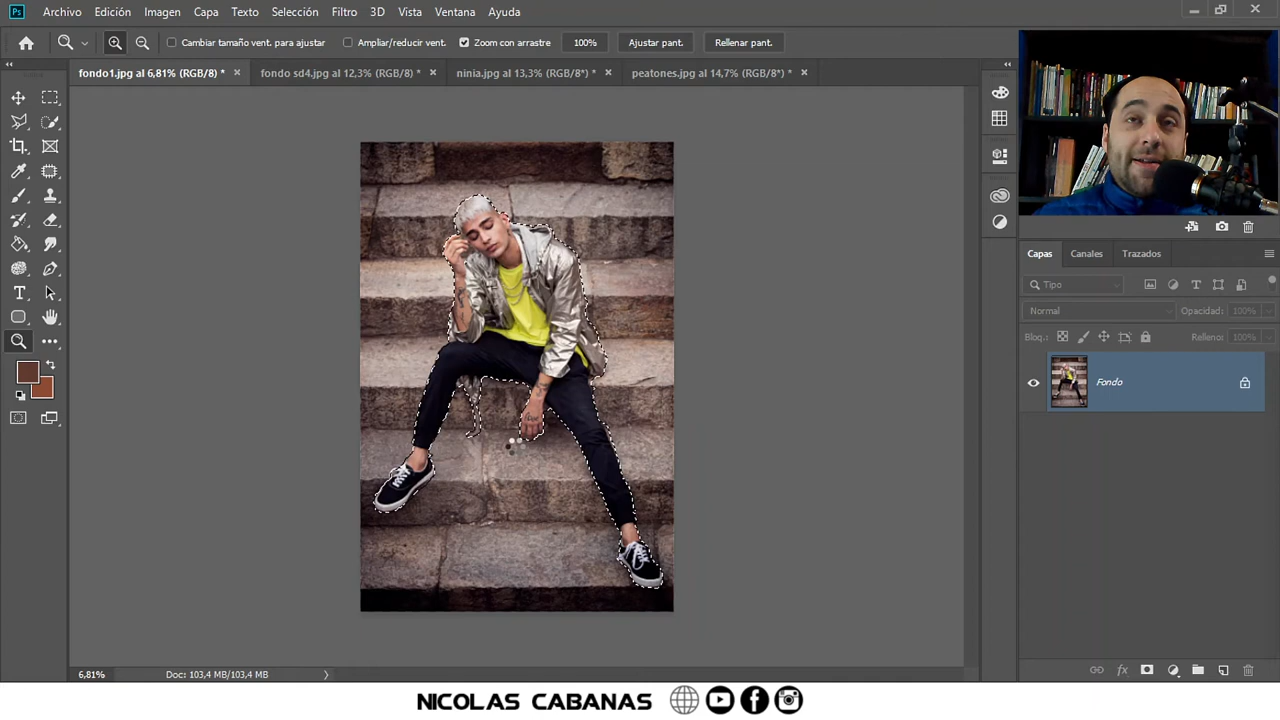 Ps Archivo Edición Imagen Capa Texto Selección Filtro 3D Vista Ventana Ayuda
Cambiar tamaño vent. para ajustar Ampliar/reducir vent. Zoom con arrastre 100% Ajustar pant. Rellenar pant.
fondo1.jpg al 6,81% (RGB/8) * × fondo sd4.jpg al 12,3% (RGB/8) * × ninia.jpg al 13,3% (RGB/8*) * × peatones.jpg al 14,7% (RGB/8*) * ×
Capas Canales Trazados
Tipo
Normal Opacidad: 100%
Bloq.: Relleno: 100%
Fondo
6,81% Doc: 103,4 MB/103,4 MB
NICOLAS CABANAS